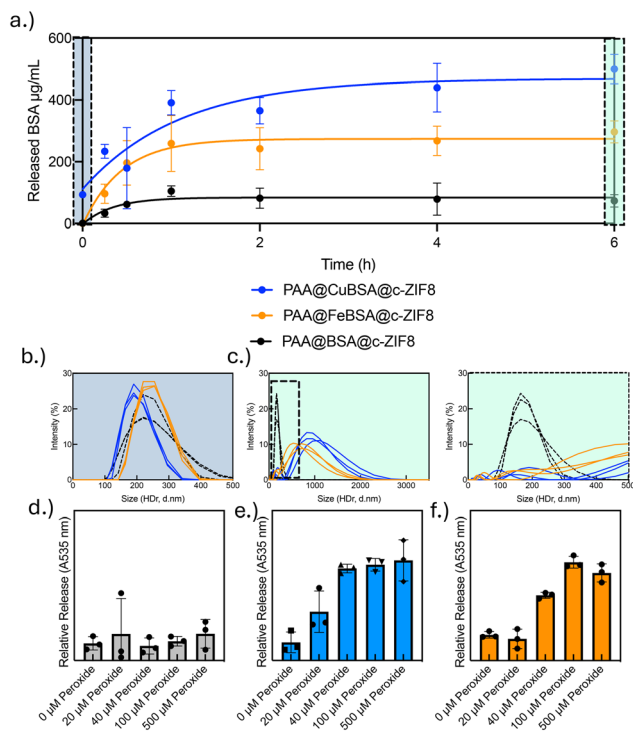 a.)
600
400
200
0
Released BSA µg/mL
0 2 4 6
Time (h)
PAA@CuBSA@c-ZIF8
PAA@FeBSA@c-ZIF8
PAA@BSA@c-ZIF8
b.)
30
20
10
0
Intensity (%)
0 100 200 300 400 500
Size (HDr, d.nm)
c.)
30
20
10
0
Intensity (%)
0 1000 2000 3000
Size (HDr, d.nm)
30
20
10
0
Intensity (%)
0 100 200 300 400 500
Size (HDr, d.nm)
d.)
Relative Release (A535 nm)
0 µM Peroxide
20 µM Peroxide
40 µM Peroxide
100 µM Peroxide
500 µM Peroxide
e.)
Relative Release (A535 nm)
0 µM Peroxide
20 µM Peroxide
40 µM Peroxide
100 µM Peroxide
500 µM Peroxide
f.)
Relative Release (A535 nm)
0 µM Peroxide
20 µM Peroxide
40 µM Peroxide
100 µM Peroxide
500 µM Peroxide